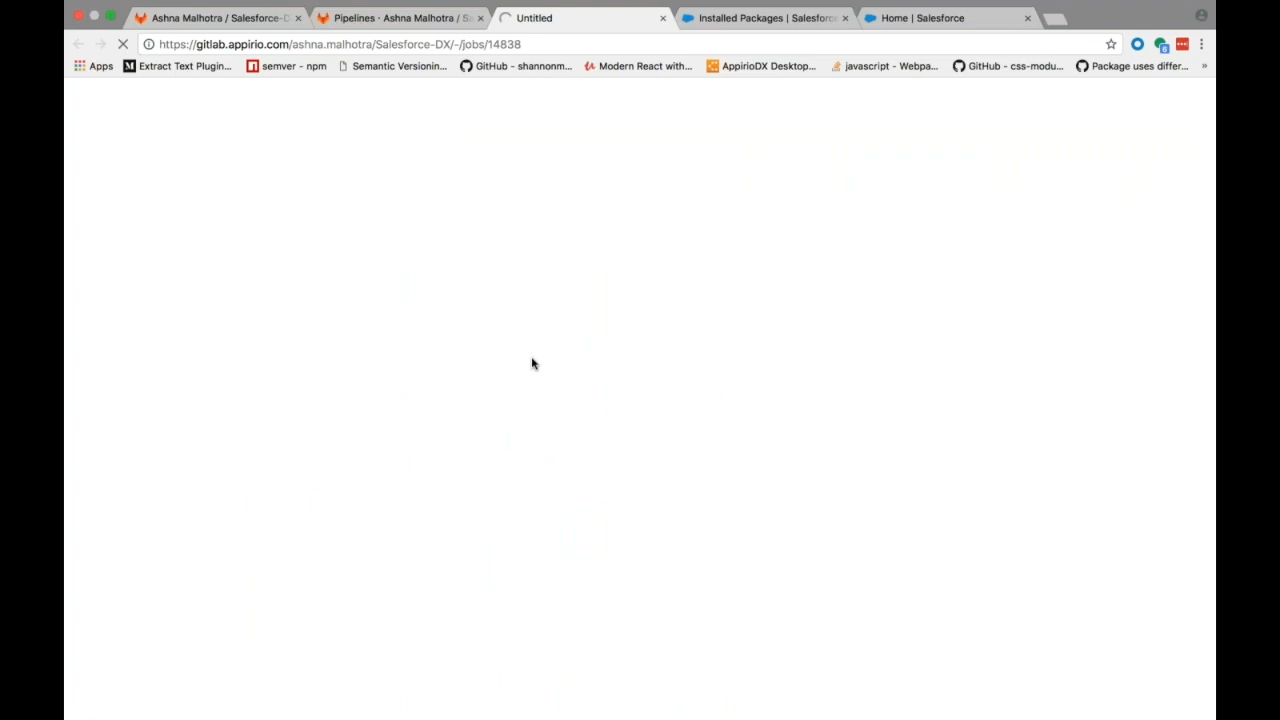 Ashna Malhotra / Salesforce-D
Pipelines · Ashna Malhotra / Sa
Untitled
Installed Packages | Salesforc
Home | Salesforce
https://gitlab.appirio.com/ashna.malhotra/Salesforce-DX/-/jobs/14838
6
Apps
Extract Text Plugin...
semver - npm
Semantic Versionin...
GitHub - shannonm...
Modern React with...
AppirioDX Desktop...
javascript - Webpa...
GitHub - css-modu...
Package uses differ...
»